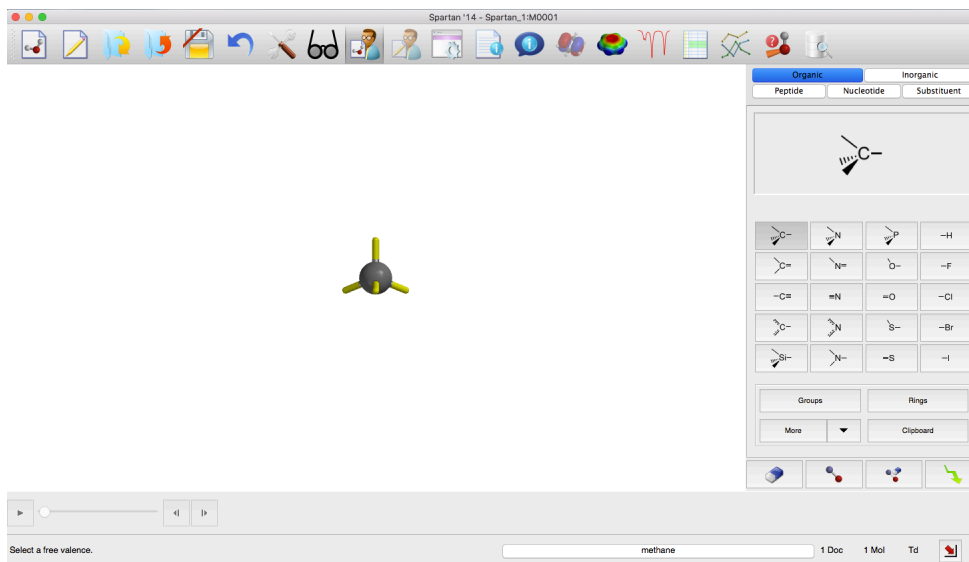 Spartan '14 - Spartan_1:M0001
Organic
Inorganic
Peptide
Nucleotide
Substituent
C–
C–
N
P
–H
C=
N=
O–
–F
–C≡
≡N
=O
–Cl
C–
N
S–
–Br
Si–
N–
=S
–I
Groups
Rings
More
Clipboard
Select a free valence.
methane
1 Doc
1 Mol
Td